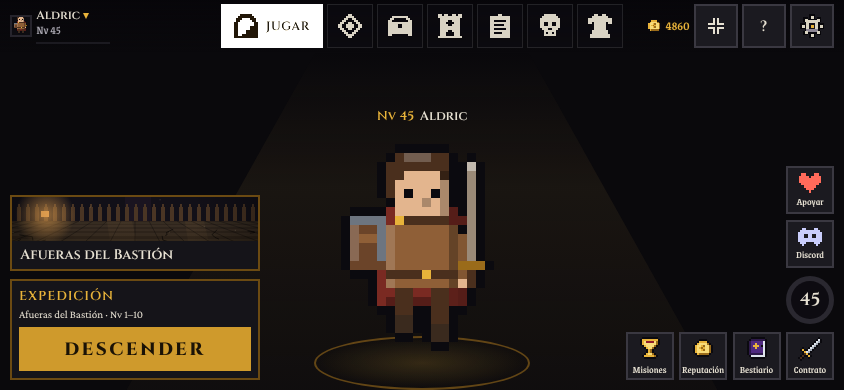 ALDRIC ▾
Nv 45
JUGAR
4860
?
Nv 45 ALDRIC
Apoyar
Discord
45
AFUERAS DEL BASTIÓN
EXPEDICIÓN
Afueras del Bastión · Nv 1–10
DESCENDER
Misiones
Reputación
Bestiario
Contrato